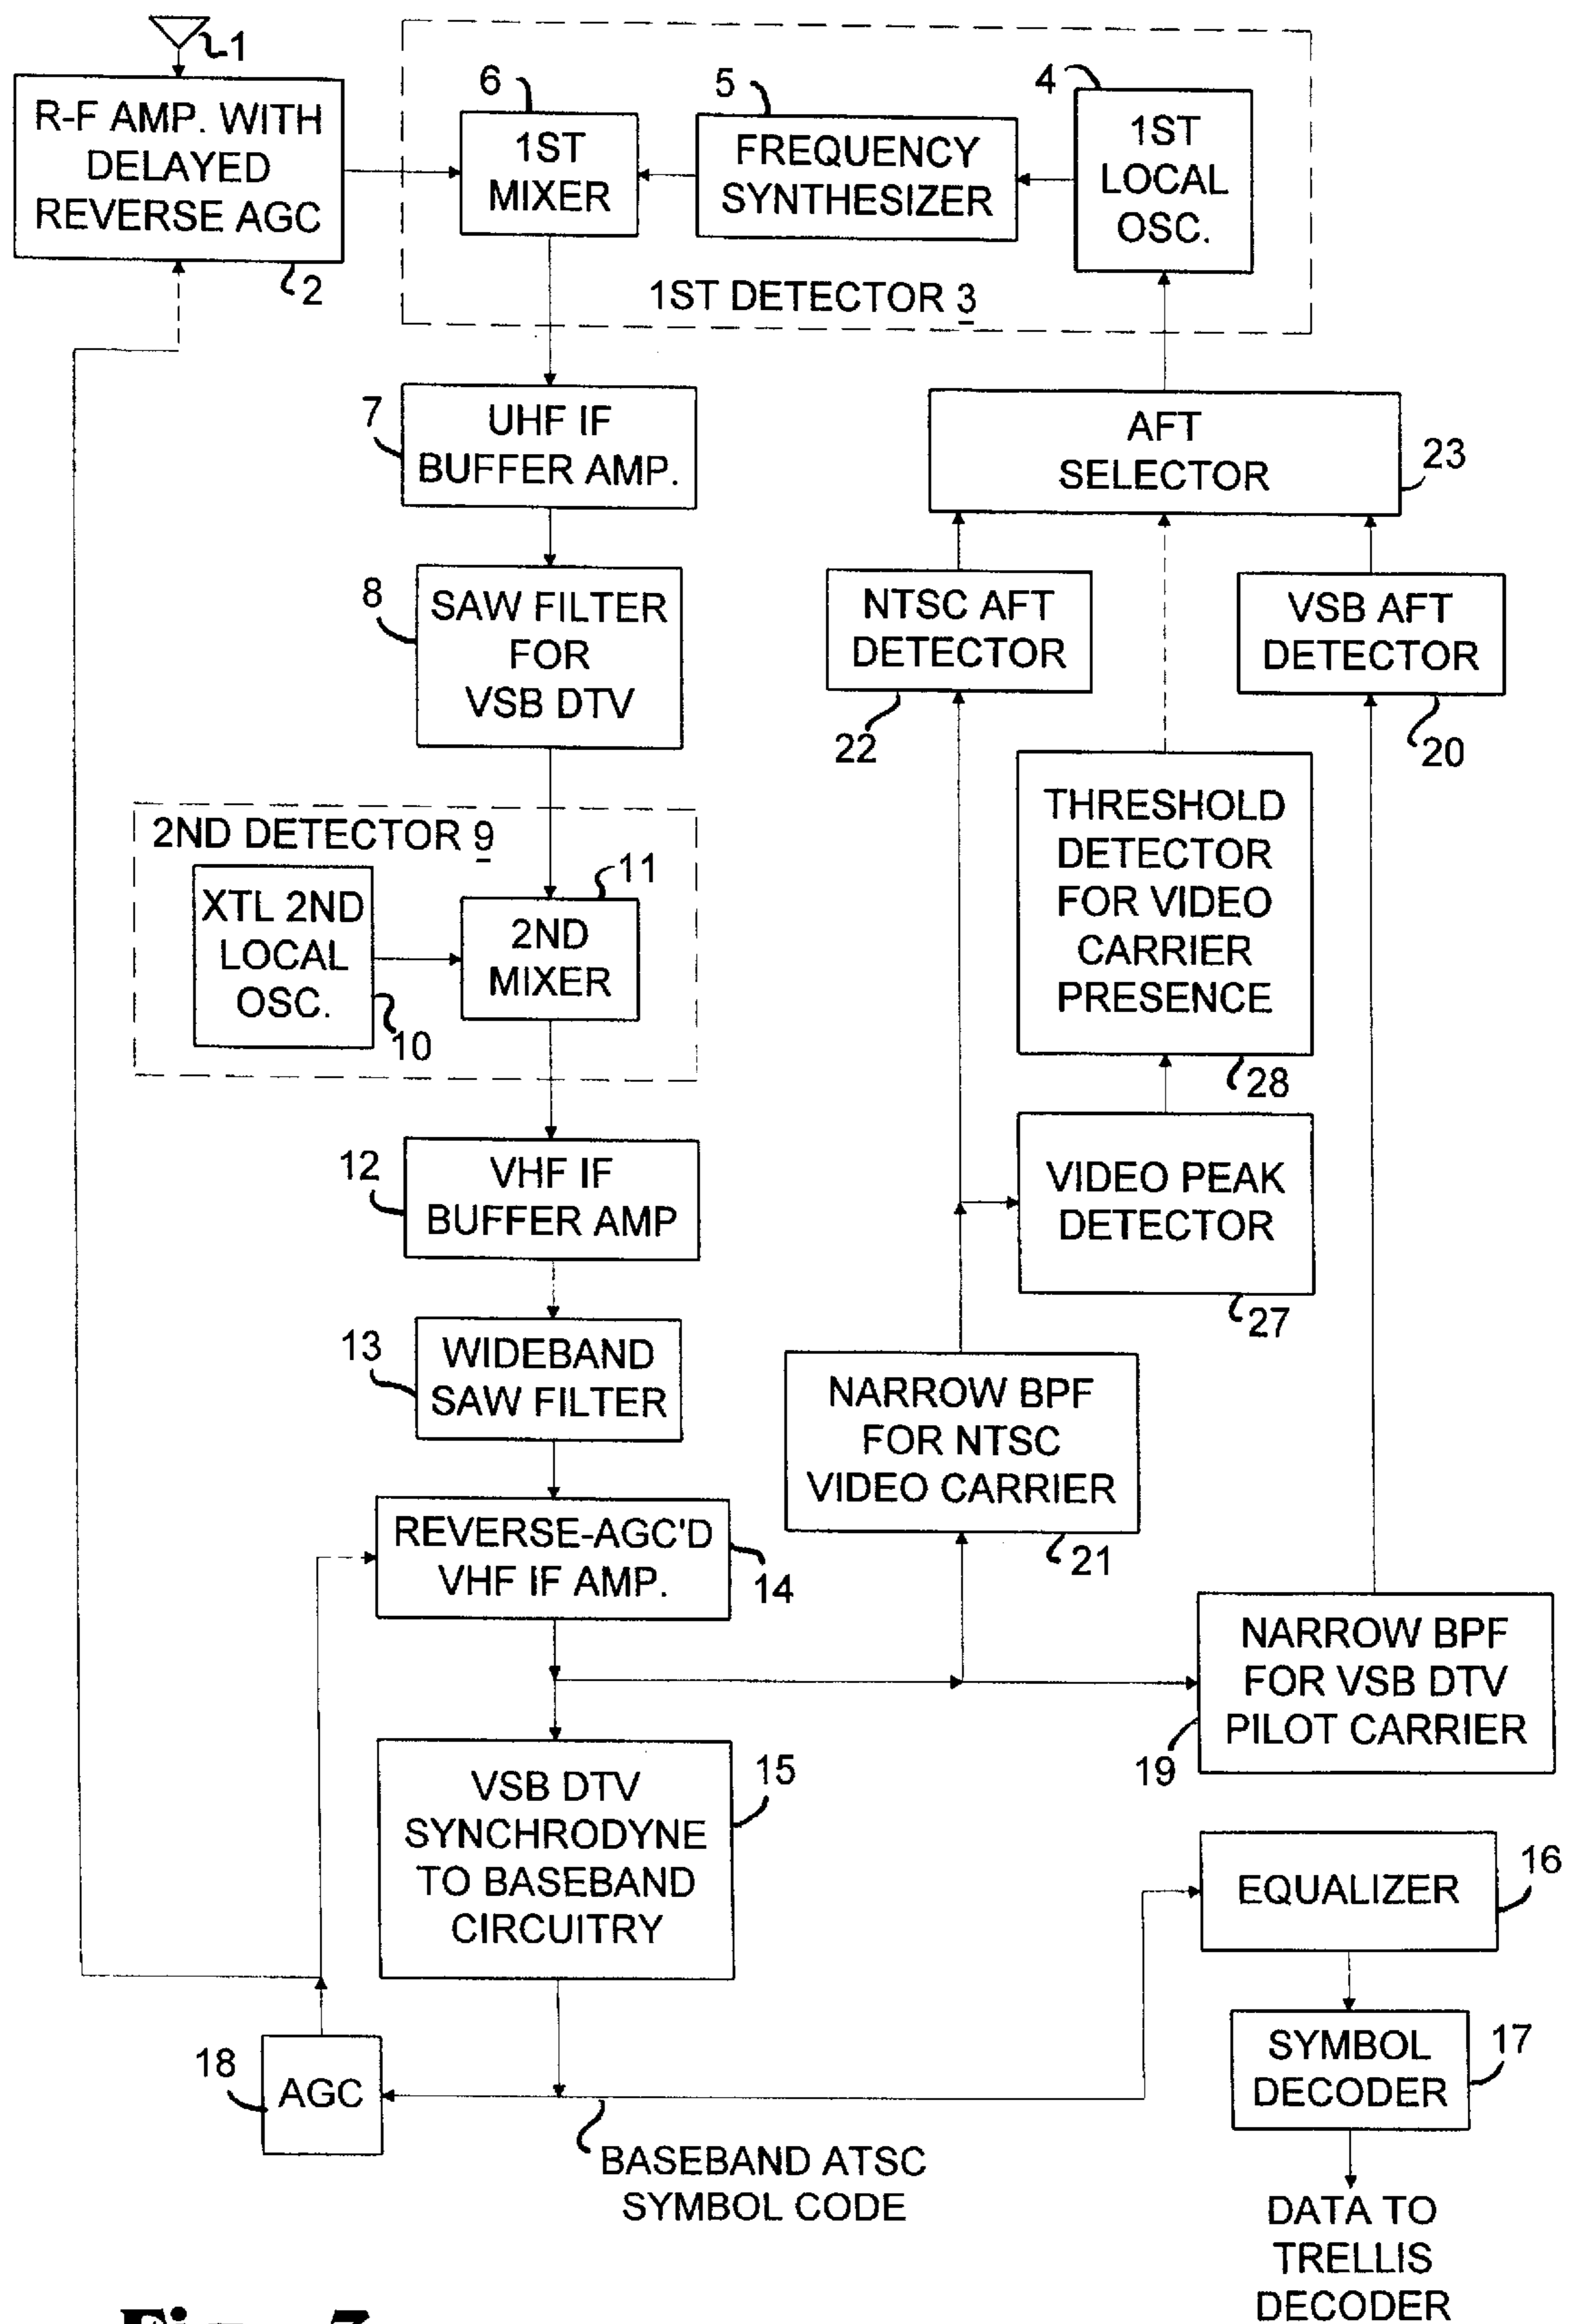 1
R-F AMP. WITH
DELAYED
REVERSE AGC
2
6
1ST
MIXER
5
FREQUENCY
SYNTHESIZER
4
1ST
LOCAL
OSC.
1ST DETECTOR 3
7
UHF IF
BUFFER AMP.
AFT
SELECTOR
23
8
SAW FILTER
FOR
VSB DTV
NTSC AFT
DETECTOR
22
VSB AFT
DETECTOR
20
2ND DETECTOR 9
XTL 2ND
LOCAL
OSC.
10
11
2ND
MIXER
THRESHOLD
DETECTOR
FOR VIDEO
CARRIER
PRESENCE
28
12
VHF IF
BUFFER AMP
VIDEO PEAK
DETECTOR
27
13
WIDEBAND
SAW FILTER
NARROW BPF
FOR NTSC
VIDEO CARRIER
21
REVERSE-AGC'D
VHF IF AMP.
14
NARROW BPF
FOR VSB DTV
PILOT CARRIER
19
VSB DTV
SYNCHRODYNE
TO BASEBAND
CIRCUITRY
15
EQUALIZER
16
18
AGC
SYMBOL
DECODER
17
BASEBAND ATSC
SYMBOL CODE
DATA TO
TRELLIS
DECODER